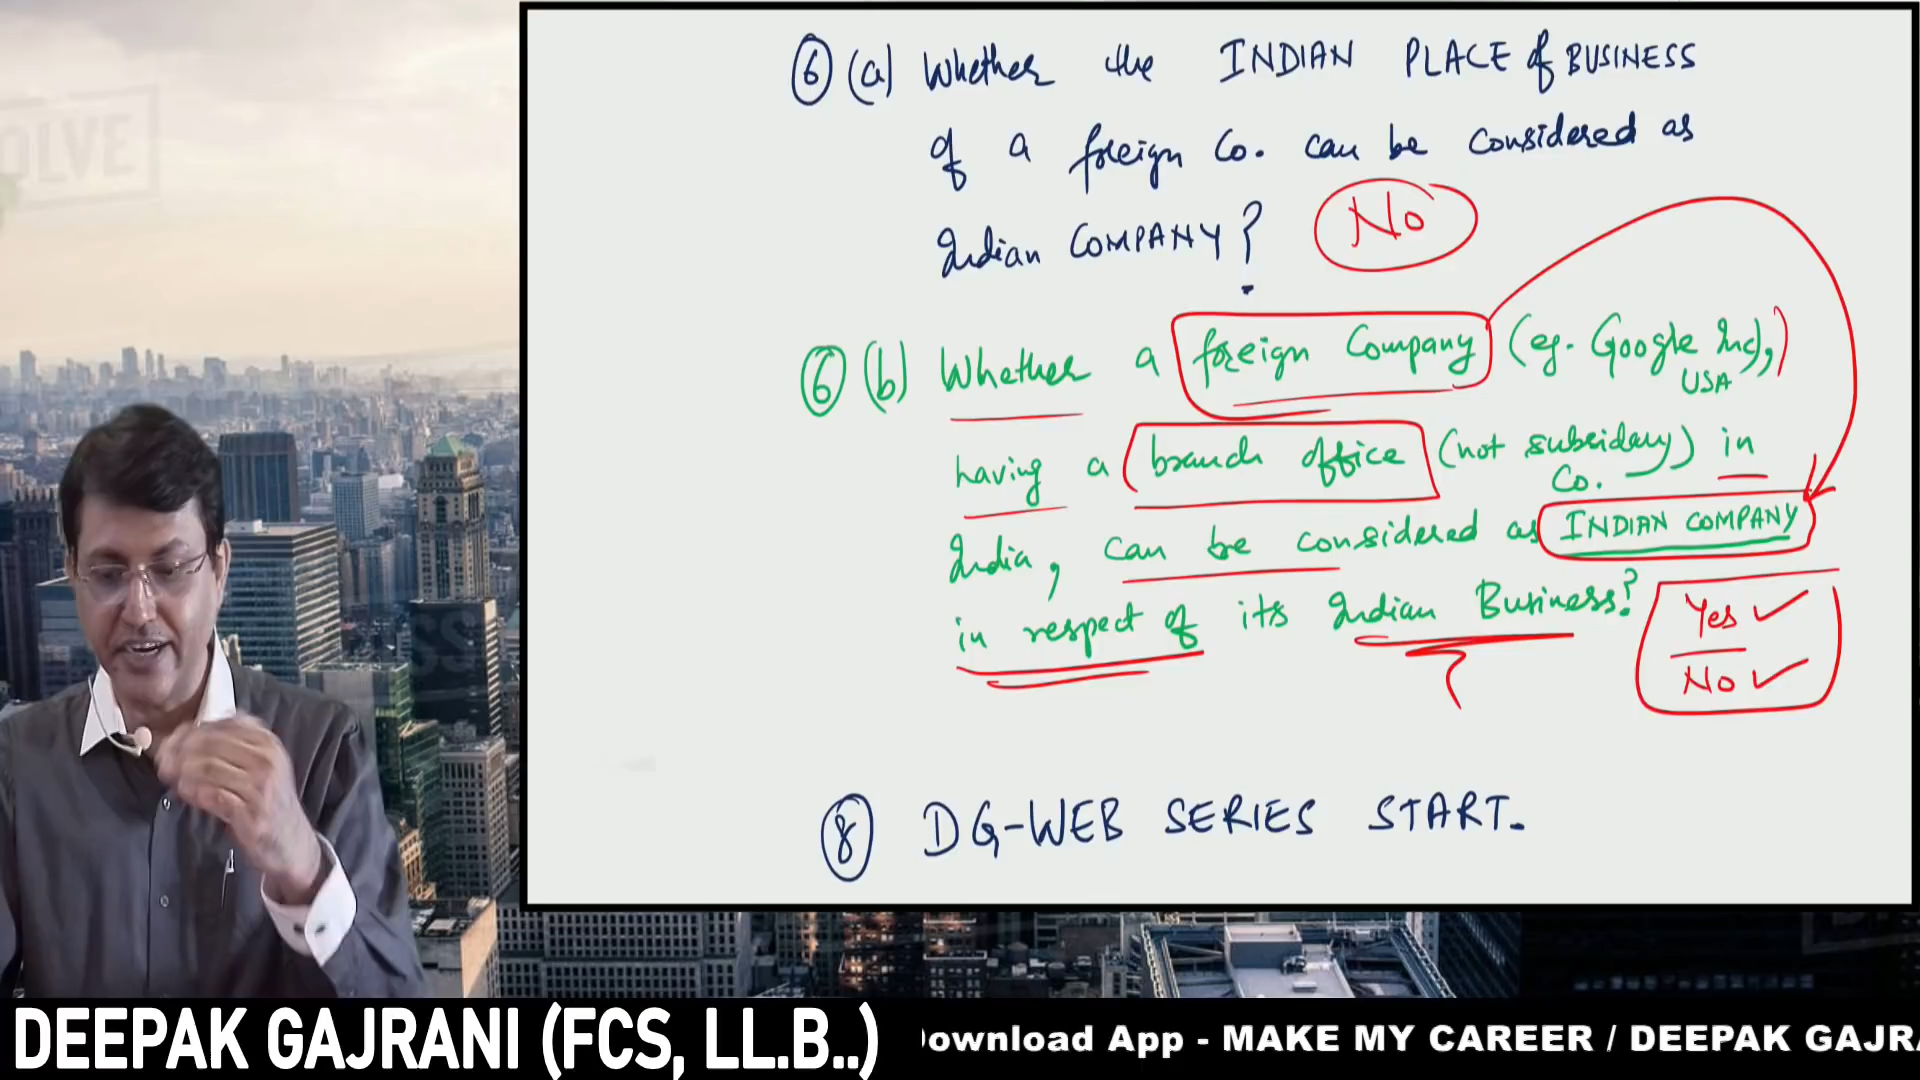 OLVE
⑥ (a) Whether the INDIAN PLACE of BUSINESS
of a foreign Co. can be considered as
Indian COMPANY? No
⑥ (b) Whether a foreign Company (eg. Google Inc),
USA
having a branch office (not subsidary) in
Co.
India, can be considered as INDIAN COMPANY
in respect of its Indian Business? Yes ✓
No ✓
⑧ DG-WEB SERIES START.
DEEPAK GAJRANI (FCS, LL.B..)
ownload App - MAKE MY CAREER / DEEPAK GAJR